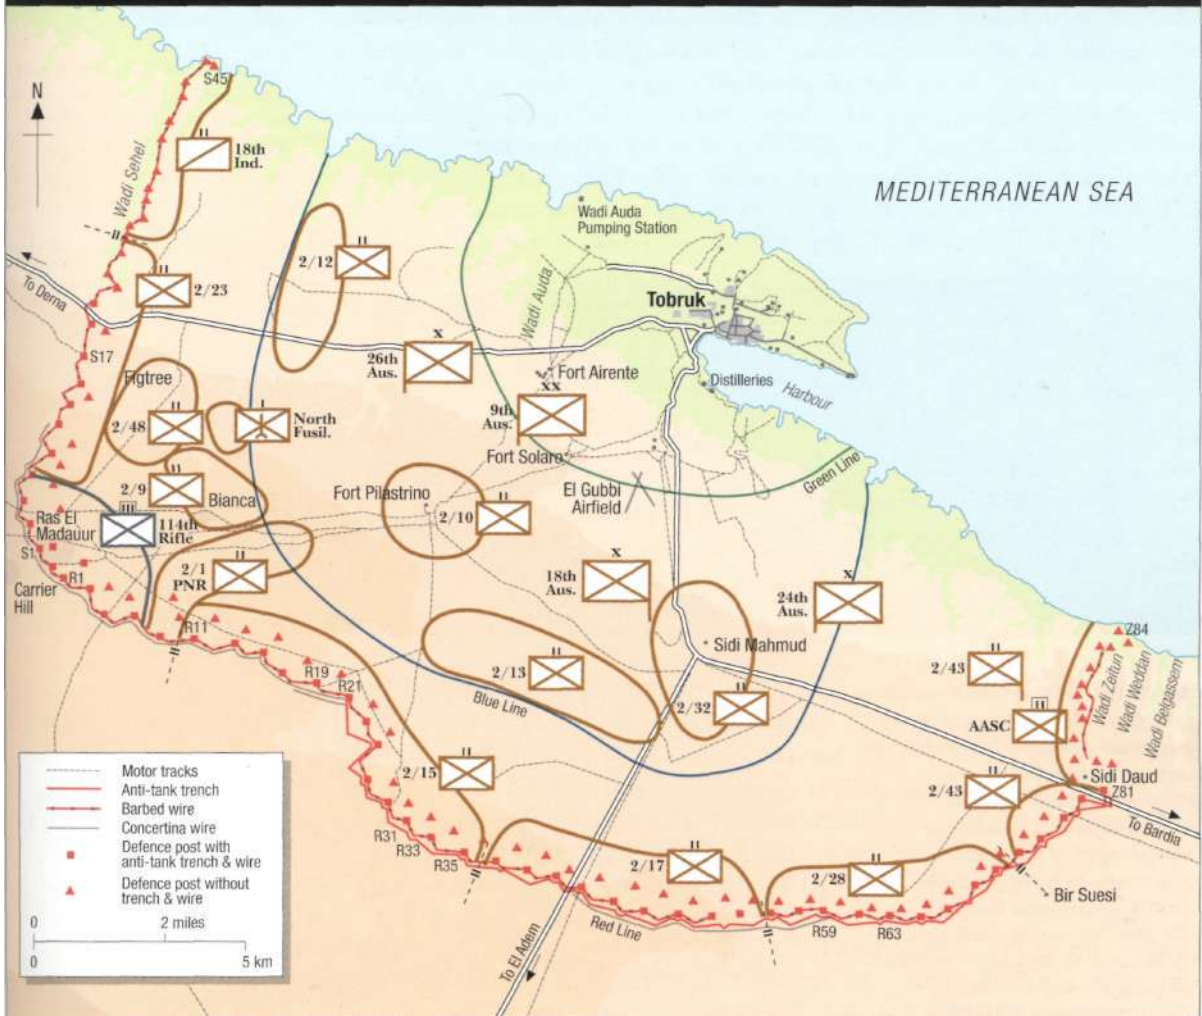 N
S45
18th
Ind.
Wadi Sehel
MEDITERRANEAN SEA
Wadi Auda
Pumping Station
2/12
2/23
To Derna
Wadi Auda
Tobruk
S17
26th
Aus.
Fort Airente
Figtree
Distilleries
Harbour
9th
Aus.
2/48
North
Fusil.
Fort Solaro
Green Line
2/9
Bianca
Fort Pilastrino
El Gubbi
Airfield
Ras El
Madauur
114th
Rifle
2/10
S1
R1
Carrier
Hill
2/1
PNR
18th
Aus.
24th
Aus.
R11
Sidi Mahmud
Z84
R19
R21
2/13
2/43
Wadi Zeitun
Wadi Weddan
Wadi Belgassem
Blue Line
2/32
AASC
2/15
Sidi Daud
2/43
Z81
To Bardia
R31
R33
R35
2/17
2/28
Bir Suesi
Red Line
R59
R63
To El Adem
Motor tracks
Anti-tank trench
Barbed wire
Concertina wire
Defence post with
anti-tank trench & wire
Defence post without
trench & wire
0 2 miles
0 5 km